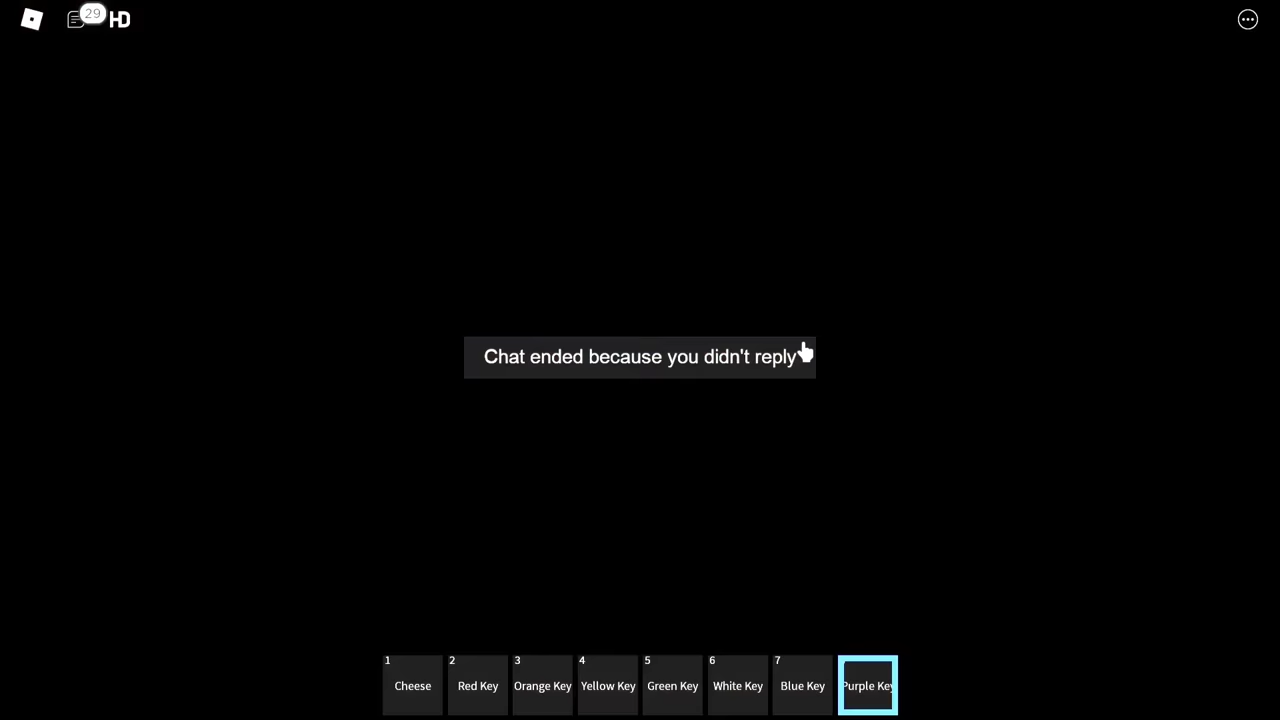 29
HD
Chat ended because you didn't reply
1
Cheese
2
Red Key
3
Orange Key
4
Yellow Key
5
Green Key
6
White Key
7
Blue Key
Purple Key